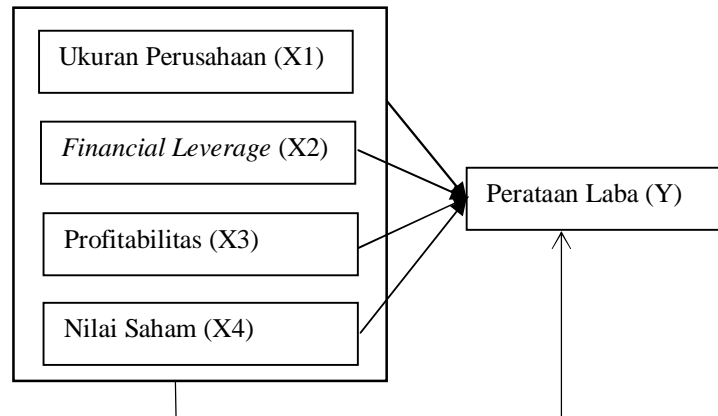 Ukuran Perusahaan (X1)
Financial Leverage (X2)
Perataan Laba (Y)
Profitabilitas (X3)
Nilai Saham (X4)